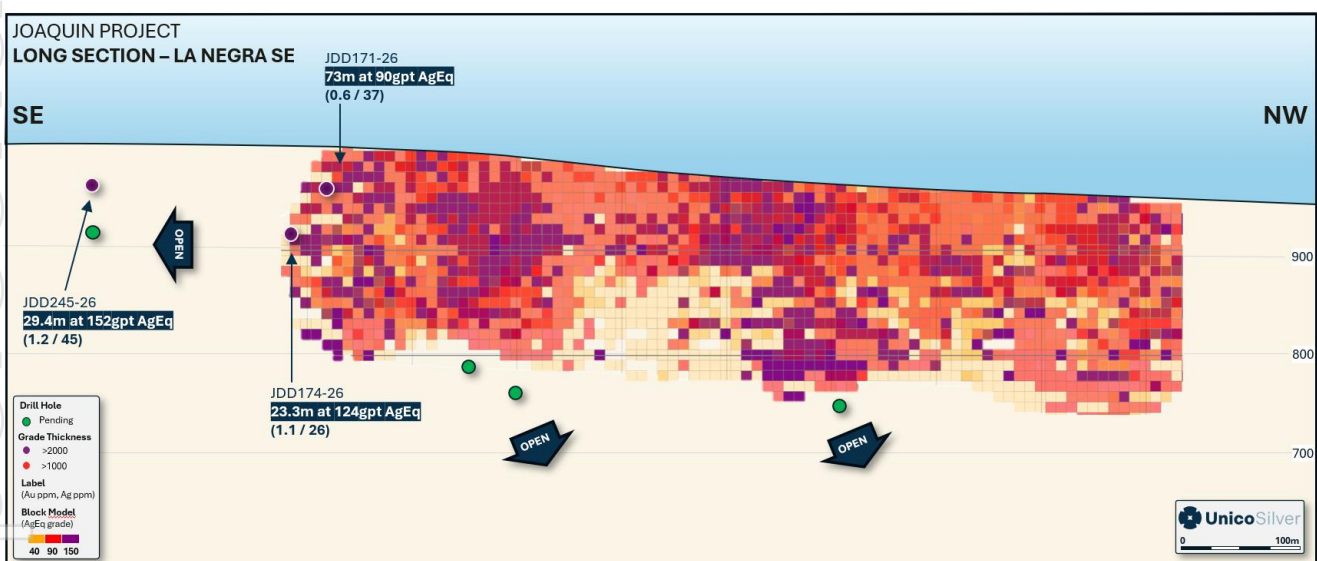 JOAQUIN PROJECT
LONG SECTION – LA NEGRA SE
JDD171-26
73m at 90gpt AgEq
(0.6 / 37)
SE
NW
OPEN
900
JDD245-26
29.4m at 152gpt AgEq
(1.2 / 45)
800
JDD174-26
23.3m at 124gpt AgEq
(1.1 / 26)
OPEN
OPEN
700
Drill Hole
Pending
Grade Thickness
>2000
>1000
Label
(Au ppm, Ag ppm)
Block Model
(AgEq grade)
40 90 150
UnicoSilver
0 100m